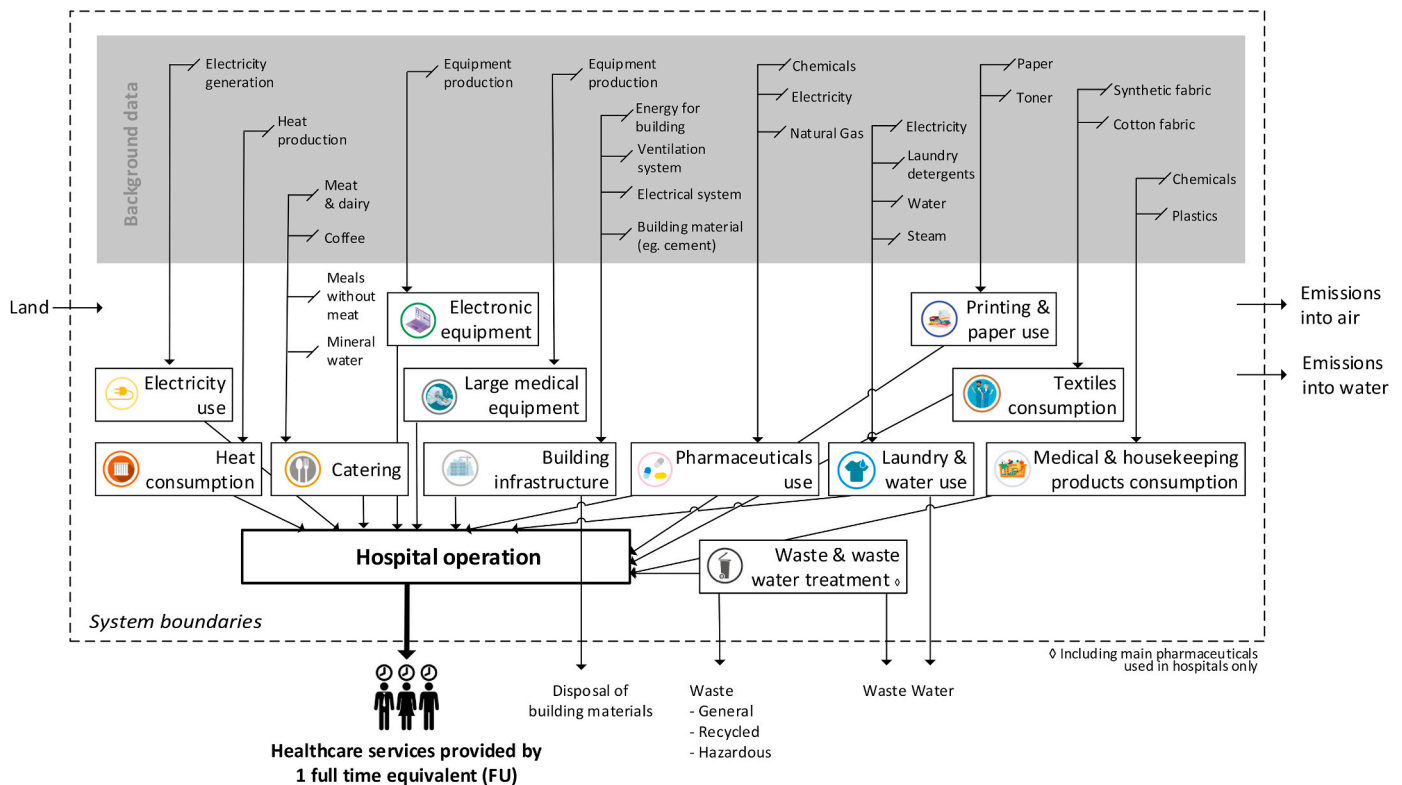 Background data
Electricity
generation
Heat
production
Meat
& dairy
Coffee
Meals
without
meat
Mineral
water
Equipment
production
Equipment
production
Energy for
building
Ventilation
system
Electrical system
Building material
(eg. cement)
Chemicals
Electricity
Natural Gas
Electricity
Laundry
detergents
Water
Steam
Paper
Toner
Synthetic fabric
Cotton fabric
Chemicals
Plastics
Land
Emissions
into air
Emissions
into water
Electronic
equipment
Printing &
paper use
Electricity
use
Large medical
equipment
Textiles
consumption
Heat
consumption
Catering
Building
infrastructure
Pharmaceuticals
use
Laundry &
water use
Medical & housekeeping
products consumption
Hospital operation
Waste & waste
water treatment ◊
System boundaries
◊ Including main pharmaceuticals
used in hospitals only
Disposal of
building materials
Waste
- General
- Recycled
- Hazardous
Waste Water
Healthcare services provided by
1 full time equivalent (FU)